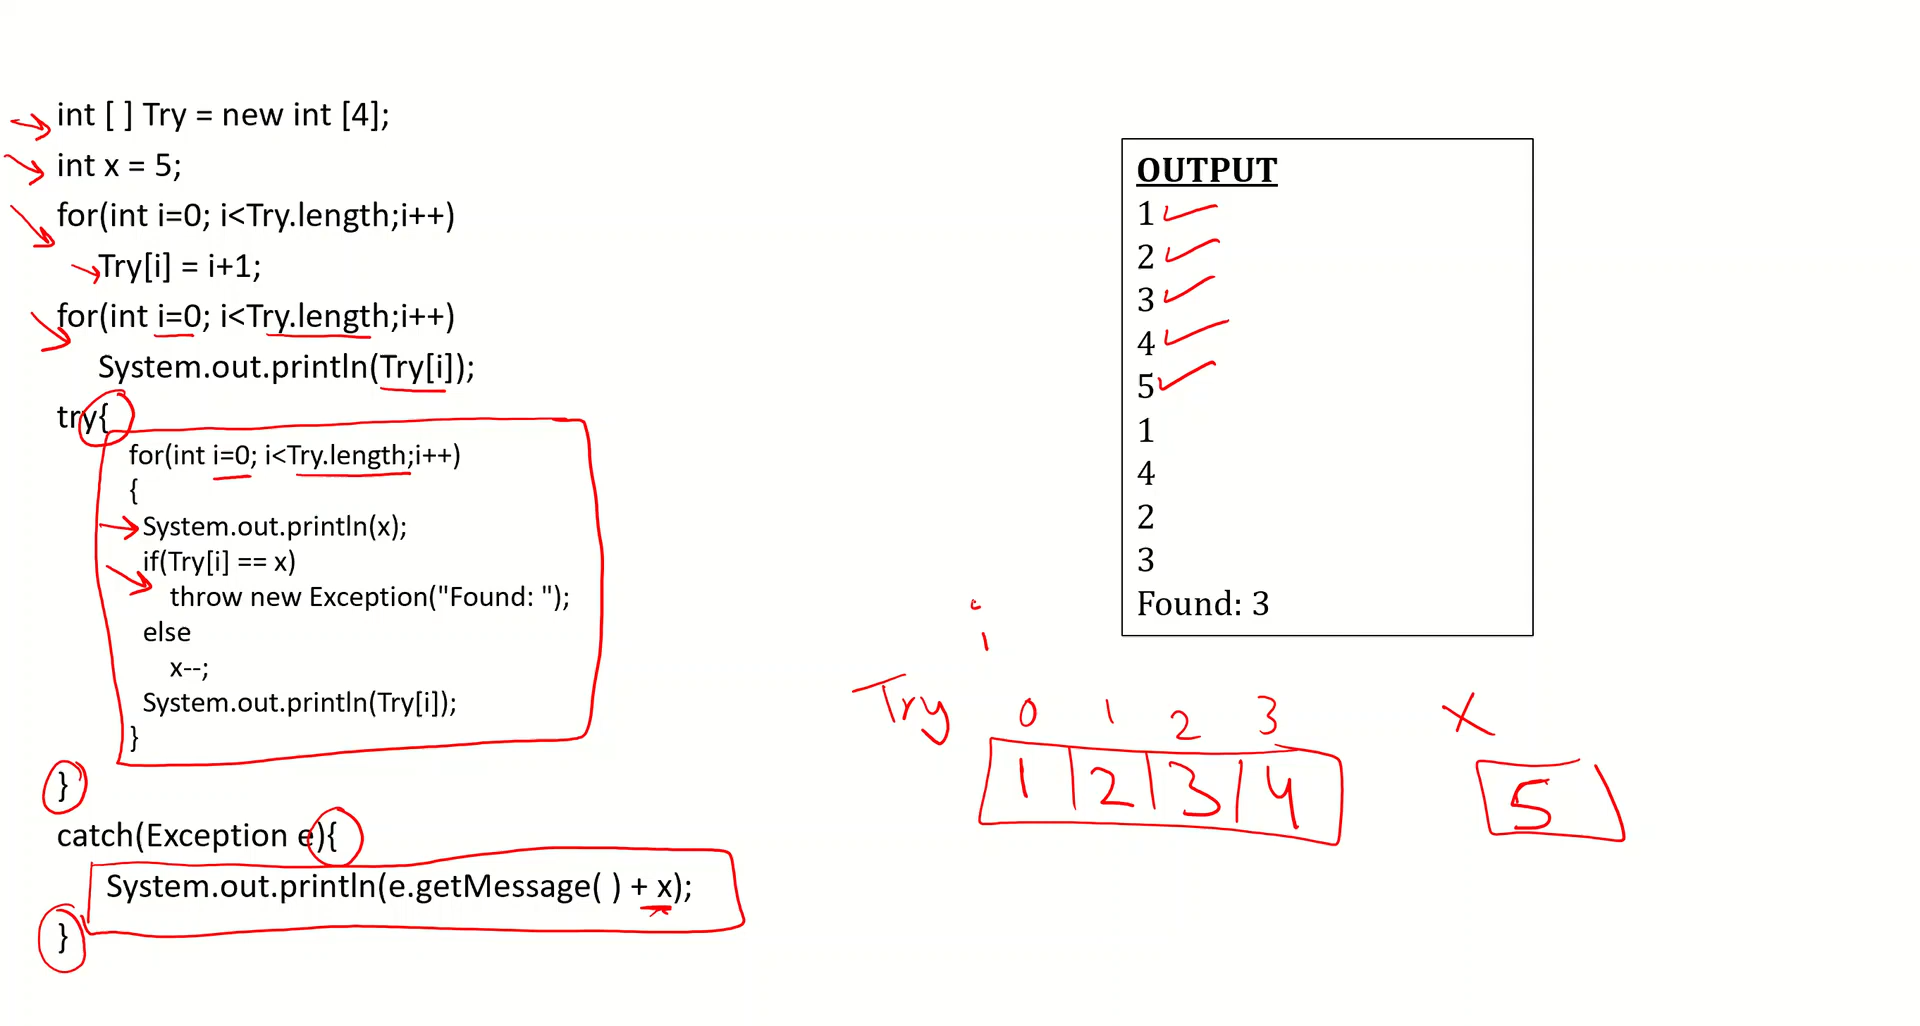 int [ ] Try = new int [4];
int x = 5;
for(int i=0; i<Try.length;i++)
Try[i] = i+1;
for(int i=0; i<Try.length;i++)
System.out.println(Try[i]);
try{
for(int i=0; i<Try.length;i++)
{
System.out.println(x);
if(Try[i] == x)
throw new Exception("Found: ");
else
x--;
System.out.println(Try[i]);
}
}
catch(Exception e){
System.out.println(e.getMessage( ) + x);
}
OUTPUT
1
2
3
4
5
1
4
2
3
Found: 3
i
Try 0 1 2 3 x
1 2 3 4 5